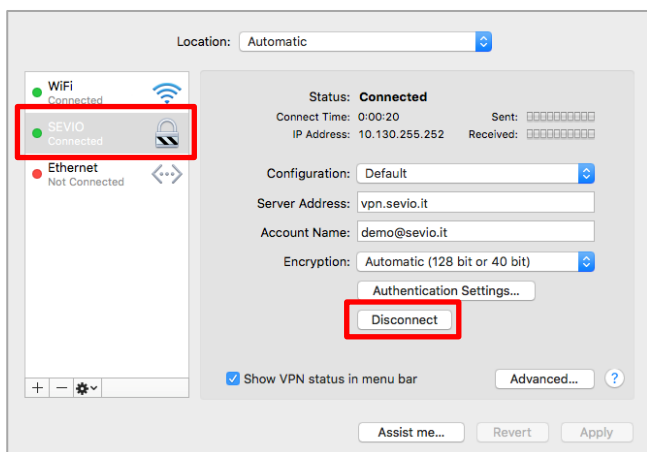 Location: Automatic
WiFi
Connected
SEVIO
Connected
Ethernet
Not Connected
Status: Connected
Connect Time: 0:00:20 Sent:
IP Address: 10.130.255.252 Received:
Configuration: Default
Server Address: vpn.sevio.it
Account Name: demo@sevio.it
Encryption: Automatic (128 bit or 40 bit)
Authentication Settings...
Disconnect
Show VPN status in menu bar
Advanced... ?
Assist me... Revert Apply